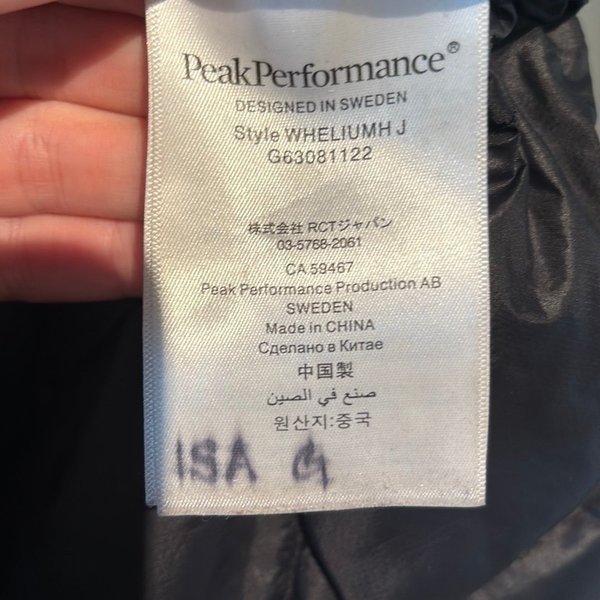 PeakPerformance®
DESIGNED IN SWEDEN
Style WHELIUMH J
G63081122
株式会社 RCTジャパン
03-5768-2061
CA 59467
Peak Performance Production AB
SWEDEN
Made in CHINA
Сделано в Китае
中国製
صنع في الصين
원산지:중국
ISA G